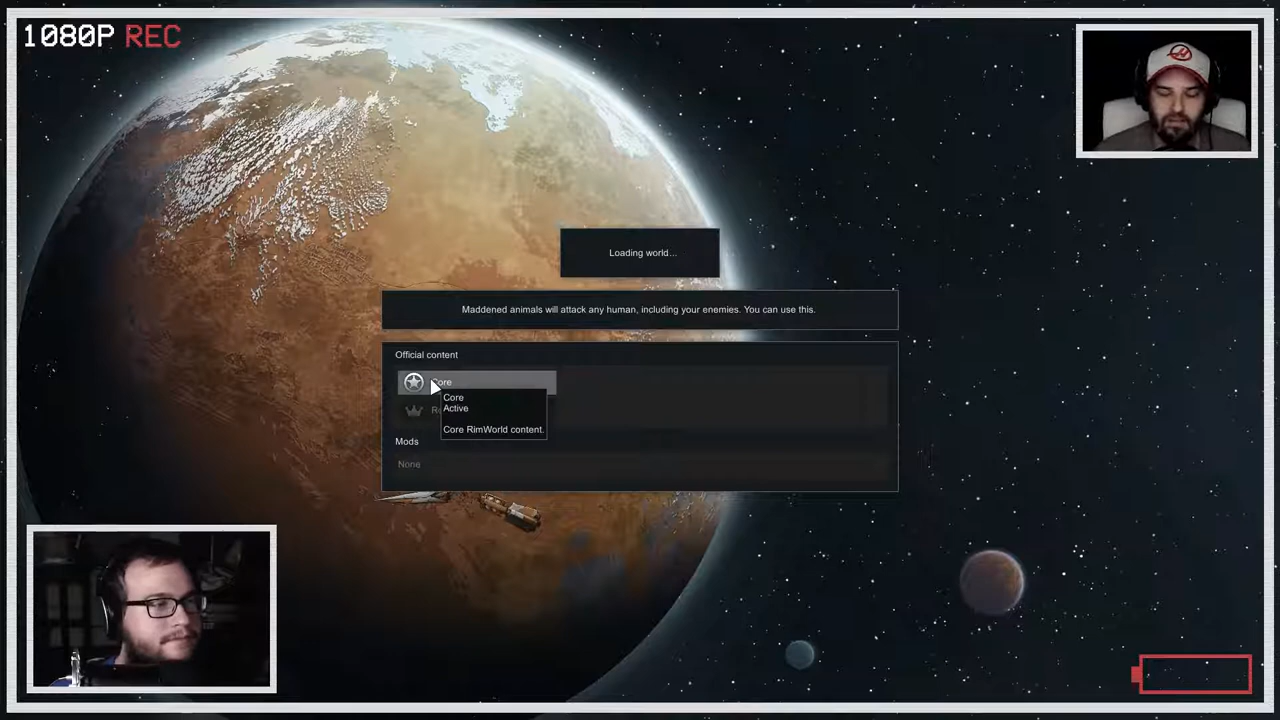 1080P REC
Loading world...
Maddened animals will attack any human, including your enemies. You can use this.
Official content
Core
Core
Active
Core RimWorld content.
Mods
None